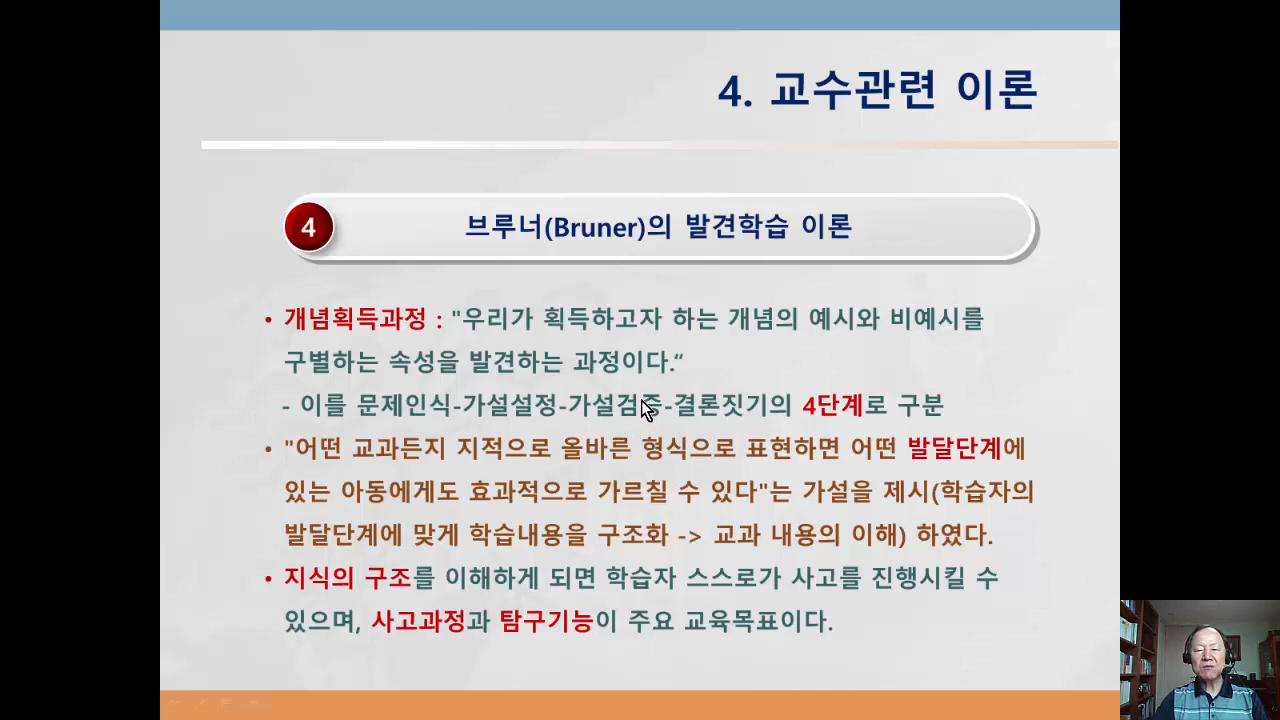 4. 교수관련 이론
4 브루너(Bruner)의 발견학습 이론
• 개념획득과정 : "우리가 획득하고자 하는 개념의 예시와 비예시를
구별하는 속성을 발견하는 과정이다.“
- 이를 문제인식-가설설정-가설검증-결론짓기의 4단계로 구분
• "어떤 교과든지 지적으로 올바른 형식으로 표현하면 어떤 발달단계에
있는 아동에게도 효과적으로 가르칠 수 있다"는 가설을 제시(학습자의
발달단계에 맞게 학습내용을 구조화 -> 교과 내용의 이해) 하였다.
• 지식의 구조를 이해하게 되면 학습자 스스로가 사고를 진행시킬 수
있으며, 사고과정과 탐구기능이 주요 교육목표이다.